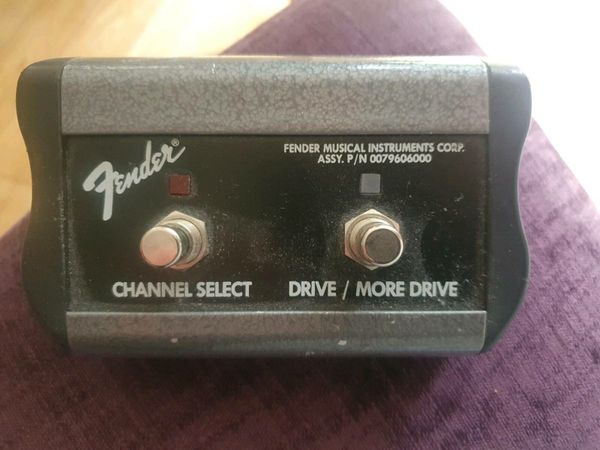 Fender®
FENDER MUSICAL INSTRUMENTS CORP.
ASSY. P/N 0079606000
CHANNEL SELECT
DRIVE / MORE DRIVE